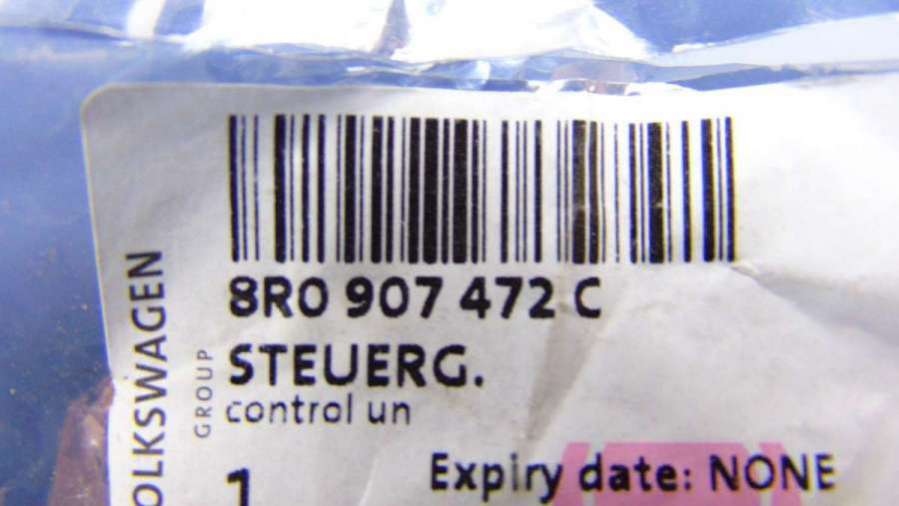 8R0 907 472 C
STEUERG.
control un
1
Expiry date: NONE
OLKSWAGEN
GROUP